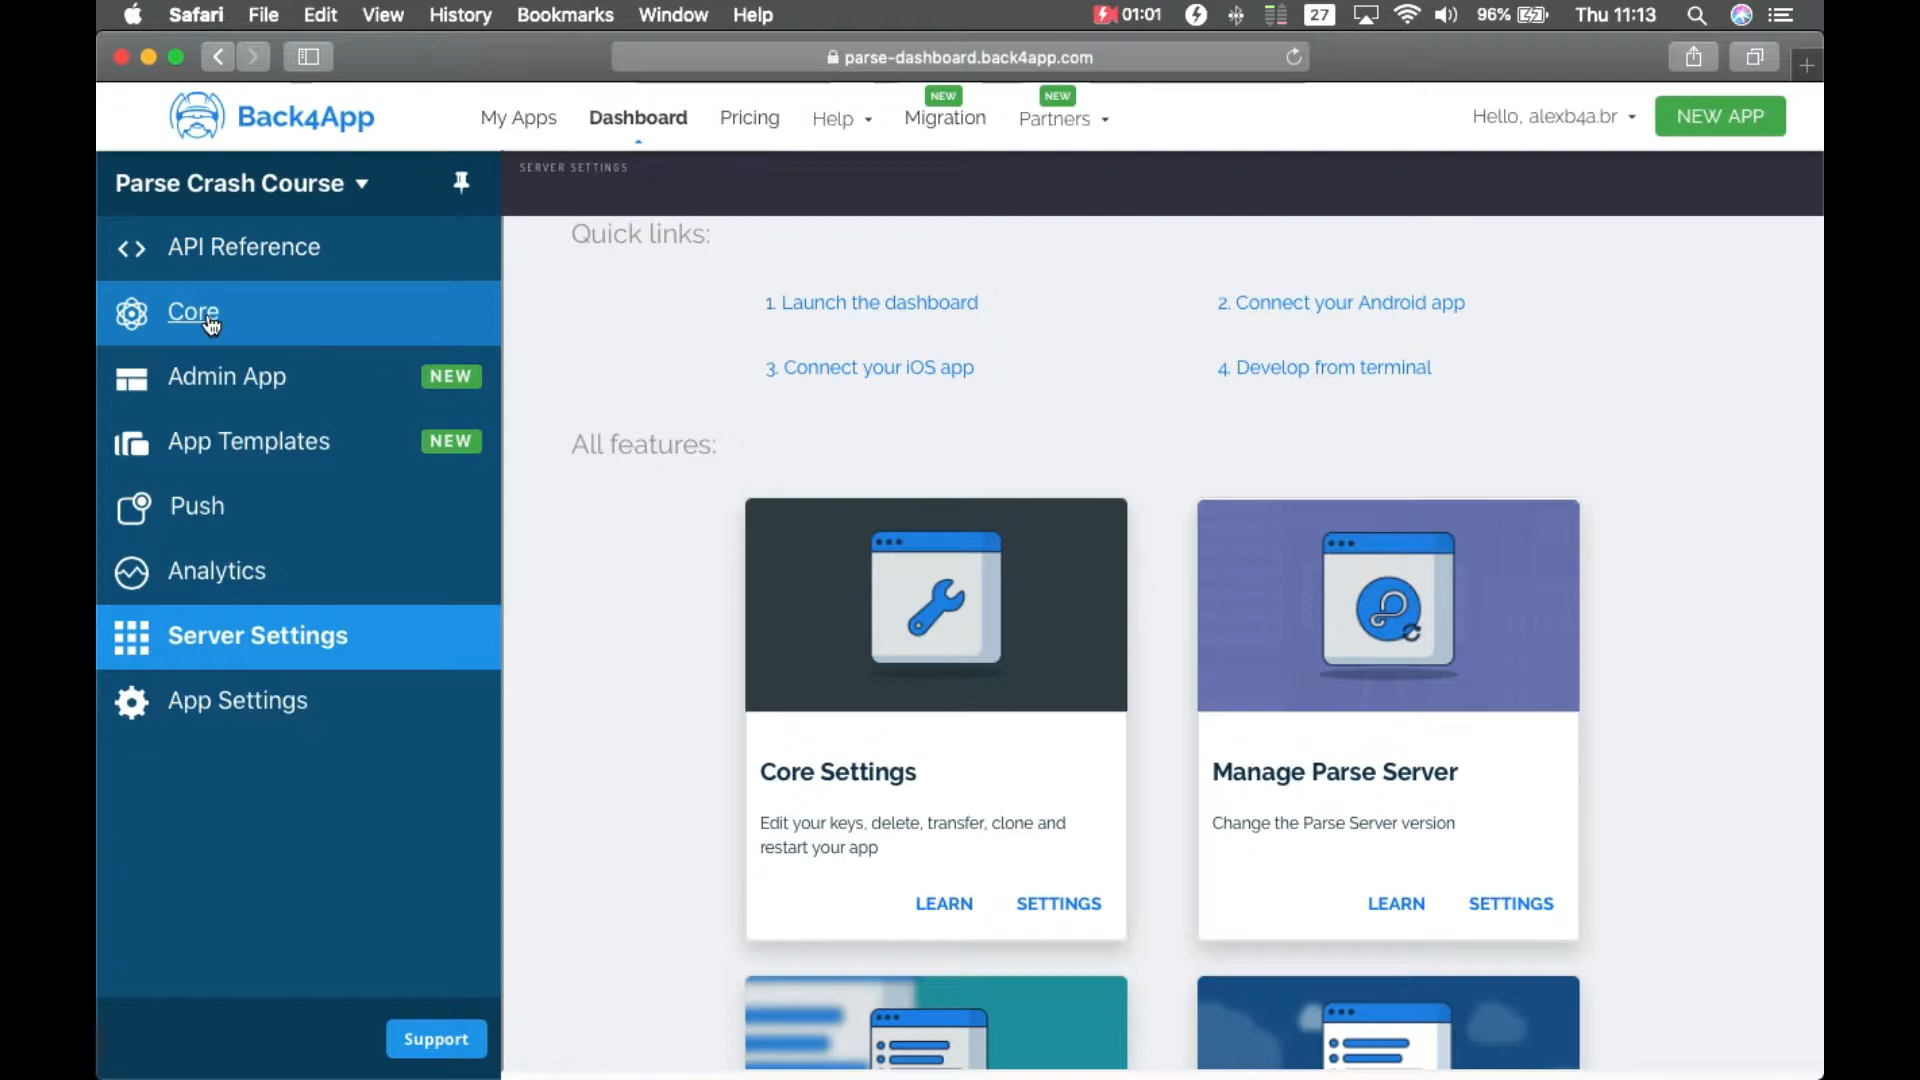 Safari File Edit View History Bookmarks Window Help 01:01 27 96% Thu 11:13
parse-dashboard.back4app.com
Back4App My Apps Dashboard Pricing Help NEW Migration NEW Partners Hello, alexb4a.br NEW APP
Parse Crash Course
API Reference
Core
Admin App NEW
App Templates NEW
Push
Analytics
Server Settings
App Settings
Support
SERVER SETTINGS
Quick links:
1. Launch the dashboard
2. Connect your Android app
3. Connect your iOS app
4. Develop from terminal
All features:
Core Settings
Edit your keys, delete, transfer, clone and
restart your app
LEARN SETTINGS
Manage Parse Server
Change the Parse Server version
LEARN SETTINGS